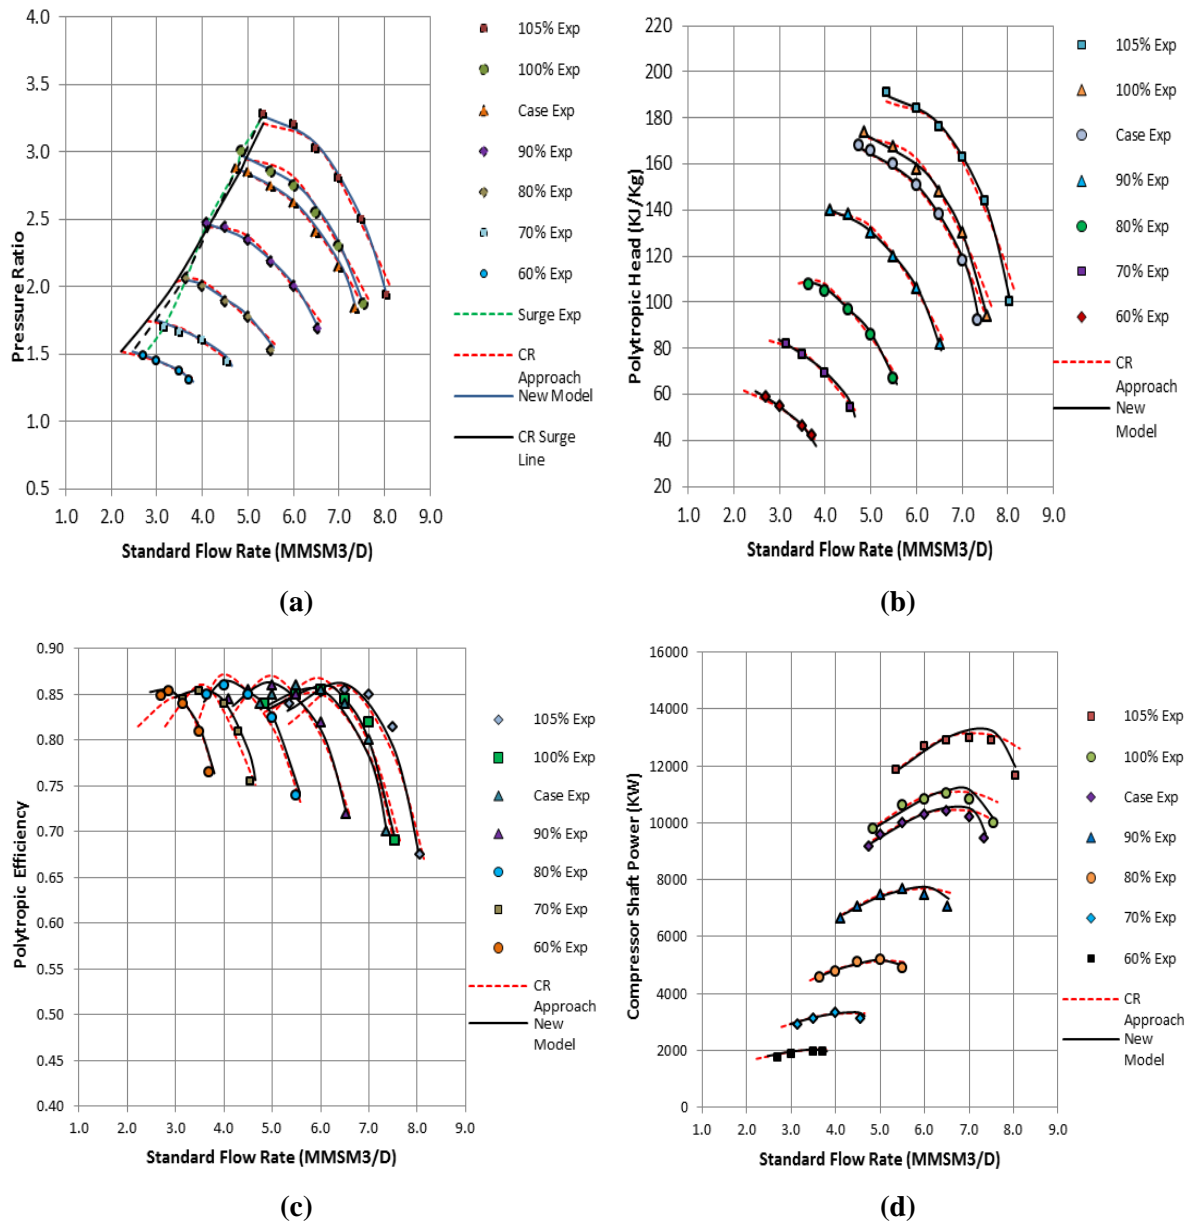 4.0
3.5
3.0
2.5
2.0
1.5
1.0
0.5
1.0 2.0 3.0 4.0 5.0 6.0 7.0 8.0 9.0
Pressure Ratio
Standard Flow Rate (MMSM3/D)
105% Exp
100% Exp
Case Exp
90% Exp
80% Exp
70% Exp
60% Exp
Surge Exp
CR
Approach
New Model
CR Surge
Line
(a)
220
200
180
160
140
120
100
80
60
40
20
1.0 2.0 3.0 4.0 5.0 6.0 7.0 8.0 9.0
Polytropic Head (KJ/Kg)
Standard Flow Rate (MMSM3/D)
105% Exp
100% Exp
Case Exp
90% Exp
80% Exp
70% Exp
60% Exp
CR
Approach
New
Model
(b)
0.90
0.85
0.80
0.75
0.70
0.65
0.60
0.55
0.50
0.45
0.40
1.0 2.0 3.0 4.0 5.0 6.0 7.0 8.0 9.0
Polytropic Efficiency
Standard Flow Rate (MMSM3/D)
105% Exp
100% Exp
Case Exp
90% Exp
80% Exp
70% Exp
60% Exp
CR
Approach
New
Model
(c)
16000
14000
12000
10000
8000
6000
4000
2000
0
1.0 2.0 3.0 4.0 5.0 6.0 7.0 8.0 9.0
Compressor Shaft Power (KW)
Standard Flow Rate (MMSM3/D)
105% Exp
100% Exp
Case Exp
90% Exp
80% Exp
70% Exp
60% Exp
CR
Approach
New
Model
(d)